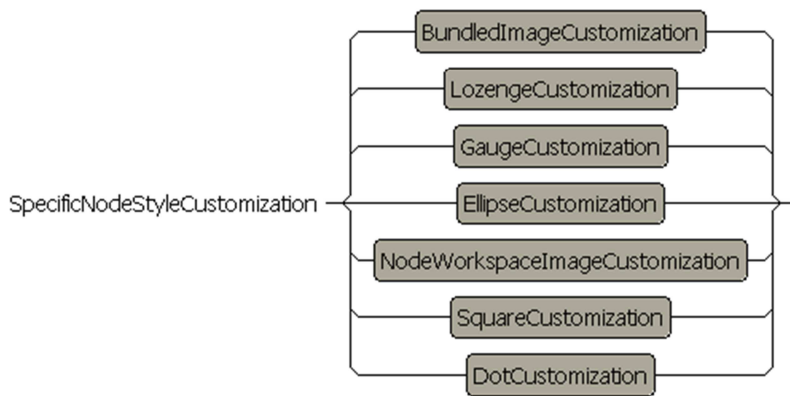 BundledImageCustomization
LozengeCustomization
GaugeCustomization
SpecificNodeStyleCustomization
EllipseCustomization
NodeWorkspaceImageCustomization
SquareCustomization
DotCustomization